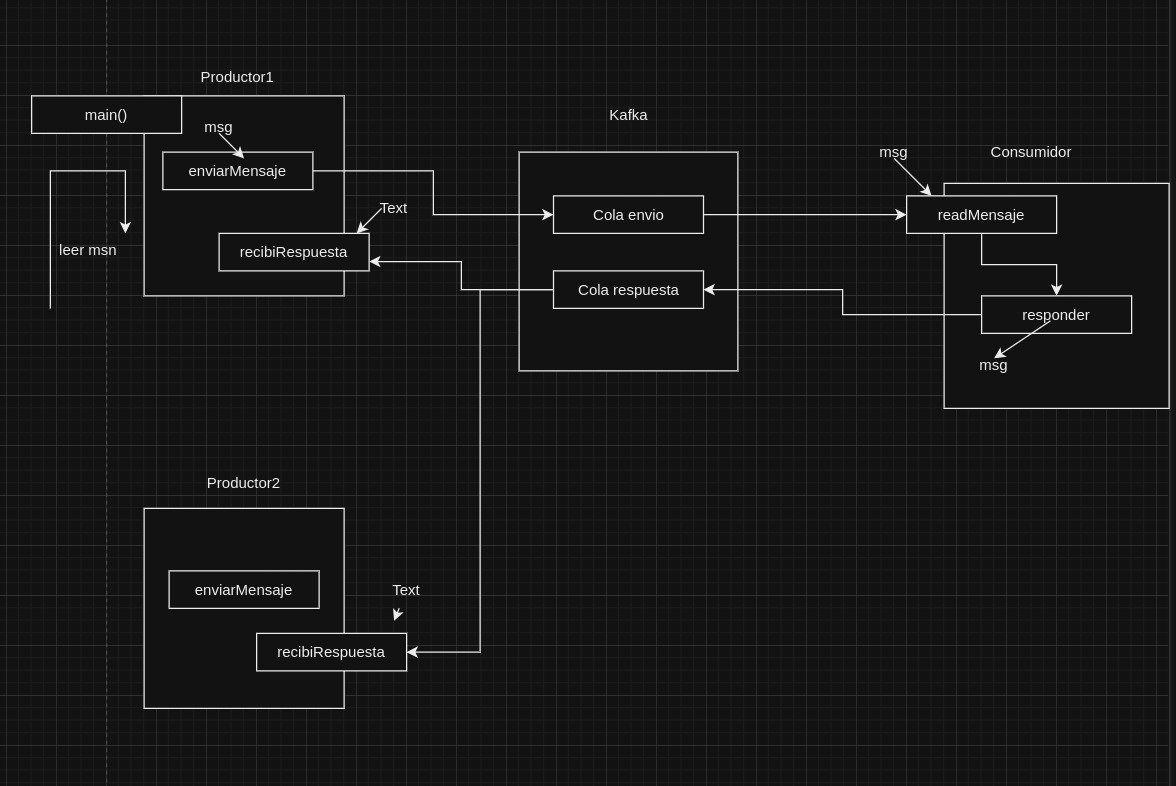 Productor1
main()
msg
enviarMensaje
Text
recibiRespuesta
leer msn
Kafka
Cola envio
Cola respuesta
msg
Consumidor
readMensaje
responder
msg
Productor2
enviarMensaje
Text
recibiRespuesta